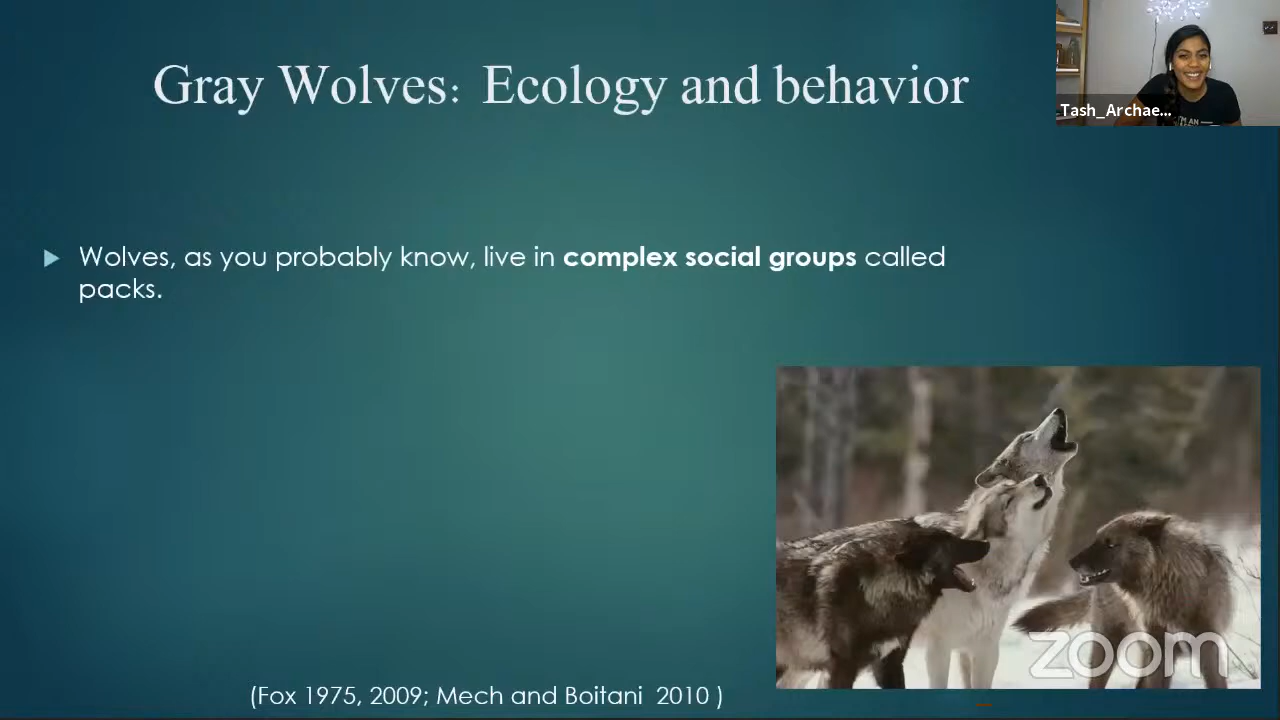 Gray Wolves: Ecology and behavior
Tash_Archae...
Wolves, as you probably know, live in complex social groups called
packs.
zoom
(Fox 1975, 2009; Mech and Boitani 2010 )